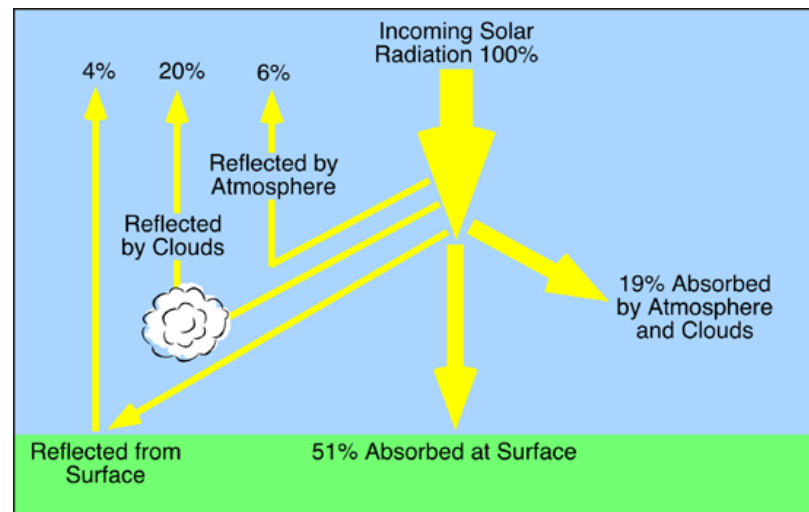 Incoming Solar
Radiation 100%
4%
20%
6%
Reflected by
Atmosphere
Reflected
by Clouds
19% Absorbed
by Atmosphere
and Clouds
Reflected from
Surface
51% Absorbed at Surface